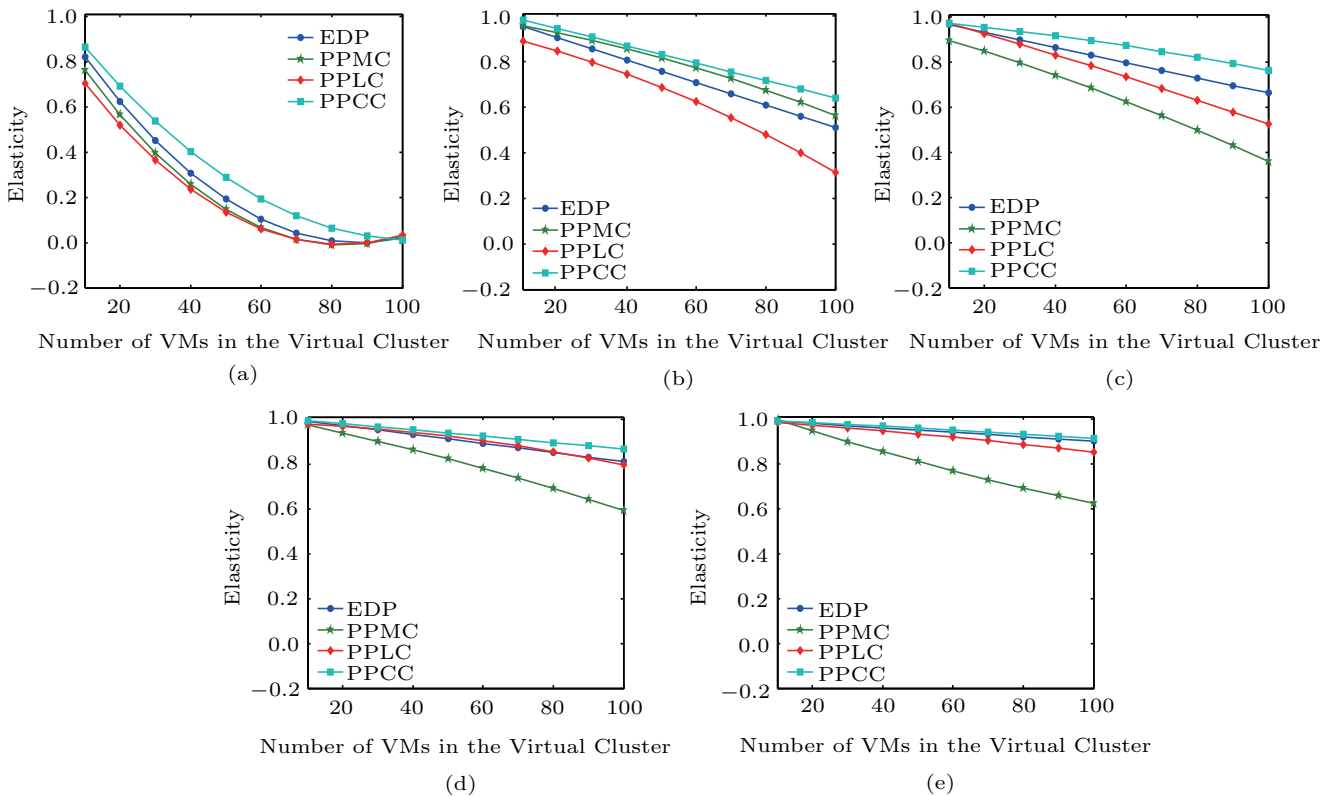 1.0
0.8
0.6
0.4
0.2
0.0
−0.2
Elasticity
EDP
PPMC
PPLC
PPCC
20 40 60 80 100
Number of VMs in the Virtual Cluster
(a)
1.0
0.8
0.6
0.4
0.2
0.0
−0.2
Elasticity
EDP
PPMC
PPLC
PPCC
20 40 60 80 100
Number of VMs in the Virtual Cluster
(b)
1.0
0.8
0.6
0.4
0.2
0.0
−0.2
Elasticity
EDP
PPMC
PPLC
PPCC
20 40 60 80 100
Number of VMs in the Virtual Cluster
(c)
1.0
0.8
0.6
0.4
0.2
0.0
−0.2
Elasticity
EDP
PPMC
PPLC
PPCC
20 40 60 80 100
Number of VMs in the Virtual Cluster
(d)
1.0
0.8
0.6
0.4
0.2
0.0
−0.2
Elasticity
EDP
PPMC
PPLC
PPCC
20 40 60 80 100
Number of VMs in the Virtual Cluster
(e)